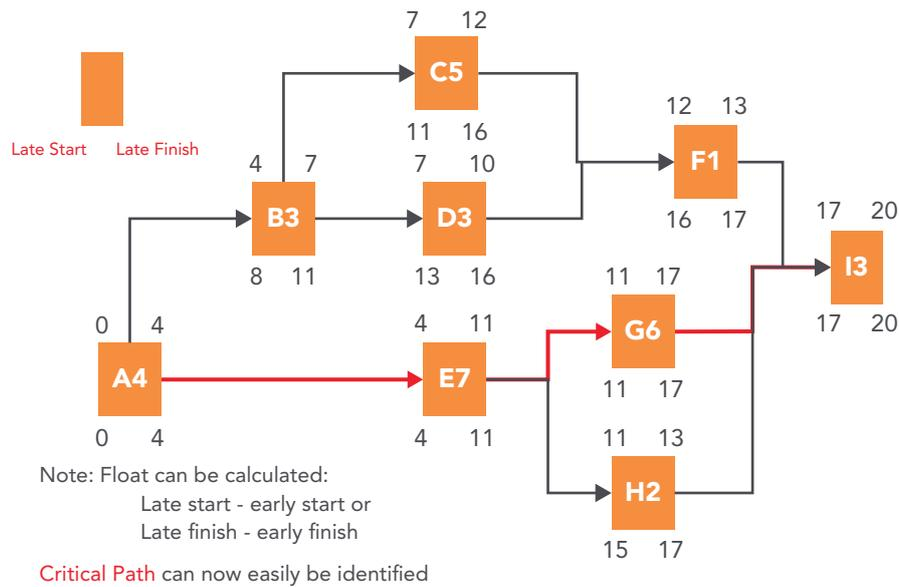 7 12
C5
11 16
Late Start Late Finish
4 7
B3
8 11
7 10
D3
13 16
12 13
F1
16 17
17 20
I3
17 20
0 4
A4
0 4
4 11
E7
4 11
11 17
G6
11 17
11 13
H2
15 17
Note: Float can be calculated:
Late start - early start or
Late finish - early finish
Critical Path can now easily be identified